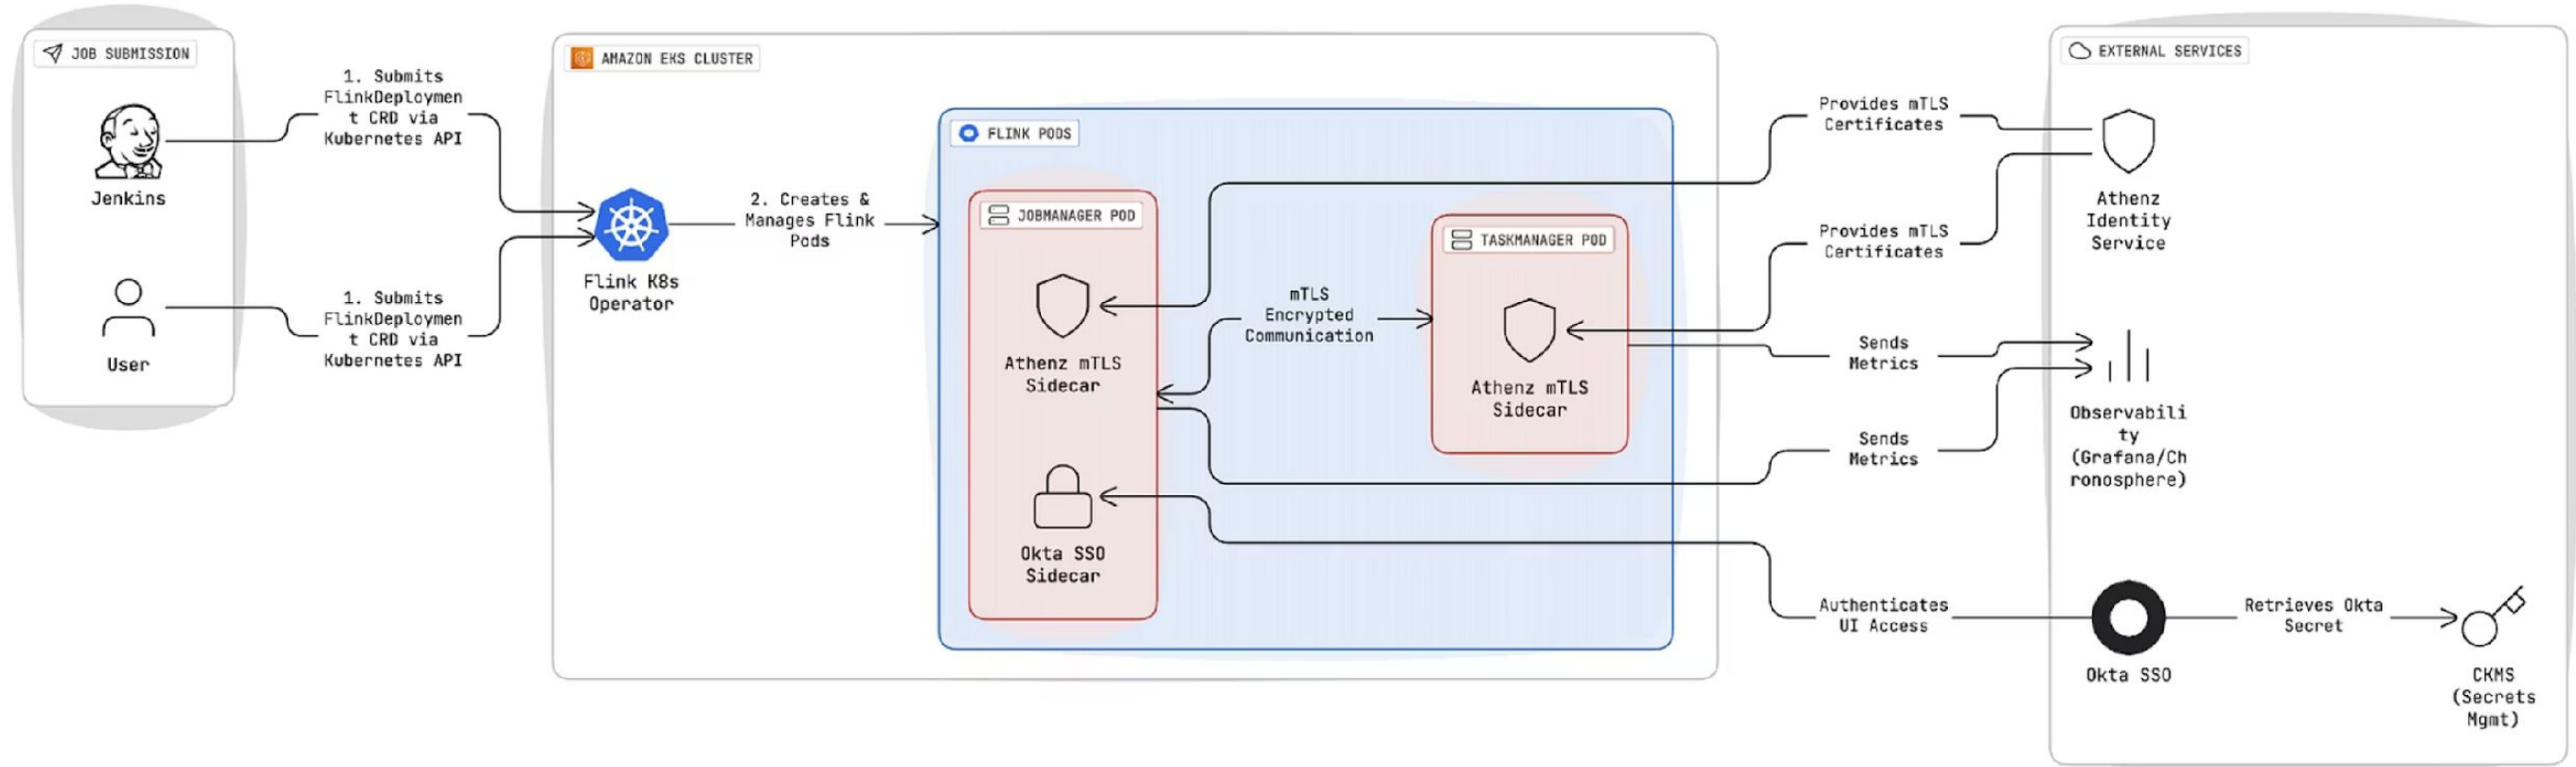 JOB SUBMISSION
Jenkins
User
1. Submits
FlinkDeploymen
t CRD via
Kubernetes API
1. Submits
FlinkDeploymen
t CRD via
Kubernetes API
AMAZON EKS CLUSTER
Flink K8s
Operator
2. Creates &
Manages Flink
Pods
FLINK PODS
JOBMANAGER POD
Athenz mTLS
Sidecar
Okta SSO
Sidecar
mTLS
Encrypted
Communication
TASKMANAGER POD
Athenz mTLS
Sidecar
Provides mTLS
Certificates
Provides mTLS
Certificates
Sends
Metrics
Sends
Metrics
Authenticates
UI Access
EXTERNAL SERVICES
Athenz
Identity
Service
Observabili
ty
(Grafana/Ch
ronosphere)
Okta SSO
Retrieves Okta
Secret
CKMS
(Secrets
Mgmt)